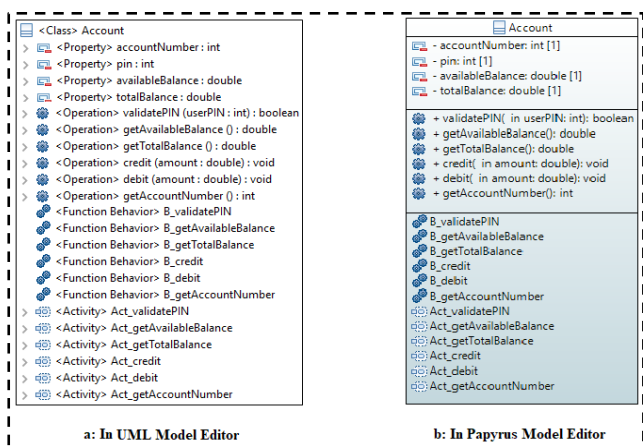 <Class> Account
<Property> accountNumber : int
<Property> pin : int
<Property> availableBalance : double
<Property> totalBalance : double
<Operation> validatePIN (userPIN : int) : boolean
<Operation> getAvailableBalance () : double
<Operation> getTotalBalance () : double
<Operation> credit (amount : double) : void
<Operation> debit (amount : double) : void
<Operation> getAccountNumber () : int
<Function Behavior> B_validatePIN
<Function Behavior> B_getAvailableBalance
<Function Behavior> B_getTotalBalance
<Function Behavior> B_credit
<Function Behavior> B_debit
<Function Behavior> B_getAccountNumber
<Activity> Act_validatePIN
<Activity> Act_getAvailableBalance
<Activity> Act_getTotalBalance
<Activity> Act_credit
<Activity> Act_debit
<Activity> Act_getAccountNumber
a: In UML Model Editor
Account
- accountNumber: int [1]
- pin: int [1]
- availableBalance: double [1]
- totalBalance: double [1]
+ validatePIN( in userPIN: int): boolean
+ getAvailableBalance(): double
+ getTotalBalance(): double
+ credit( in amount: double): void
+ debit( in amount: double): void
+ getAccountNumber(): int
B_validatePIN
B_getAvailableBalance
B_getTotalBalance
B_credit
B_debit
B_getAccountNumber
Act_validatePIN
Act_getAvailableBalance
Act_getTotalBalance
Act_credit
Act_debit
Act_getAccountNumber
b: In Papyrus Model Editor